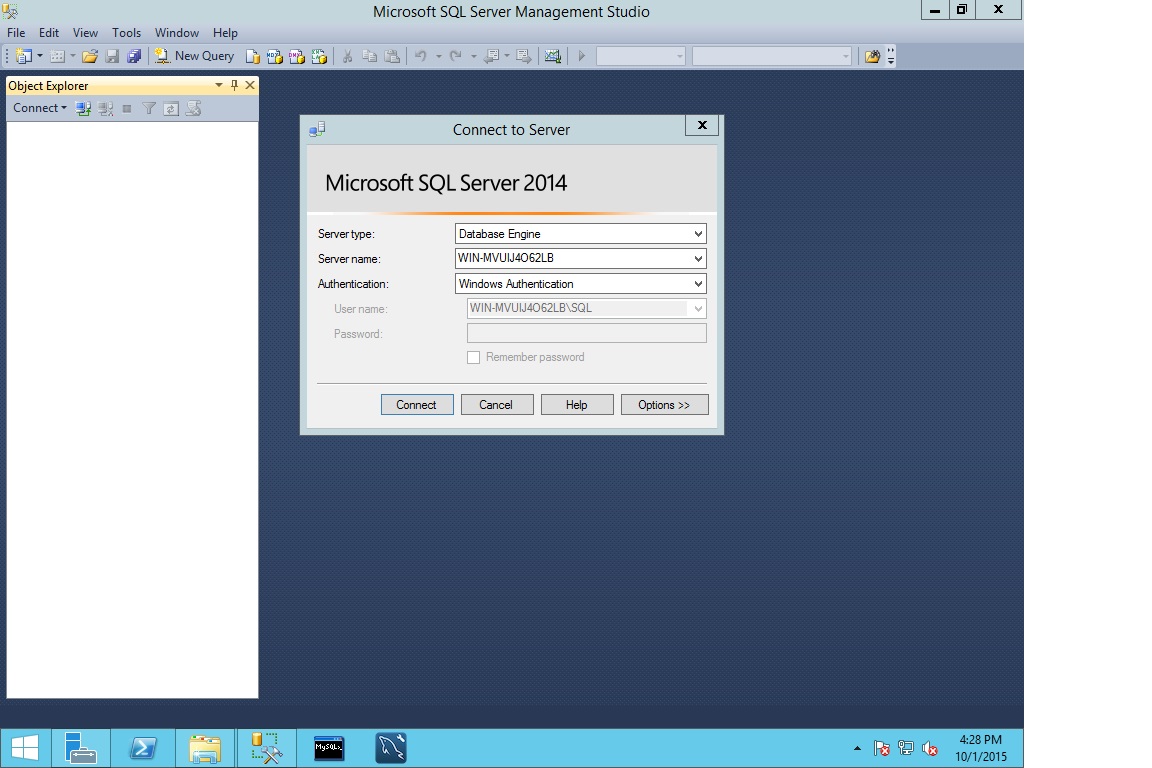 Microsoft SQL Server Management Studio
File Edit View Tools Window Help
New Query
Object Explorer
Connect
Connect to Server
Microsoft SQL Server 2014
Server type: Database Engine
Server name: WIN-MVUIJ4O62LB
Authentication: Windows Authentication
User name: WIN-MVUIJ4O62LB\SQL
Password:
Remember password
Connect Cancel Help Options >>
4:28 PM
10/1/2015